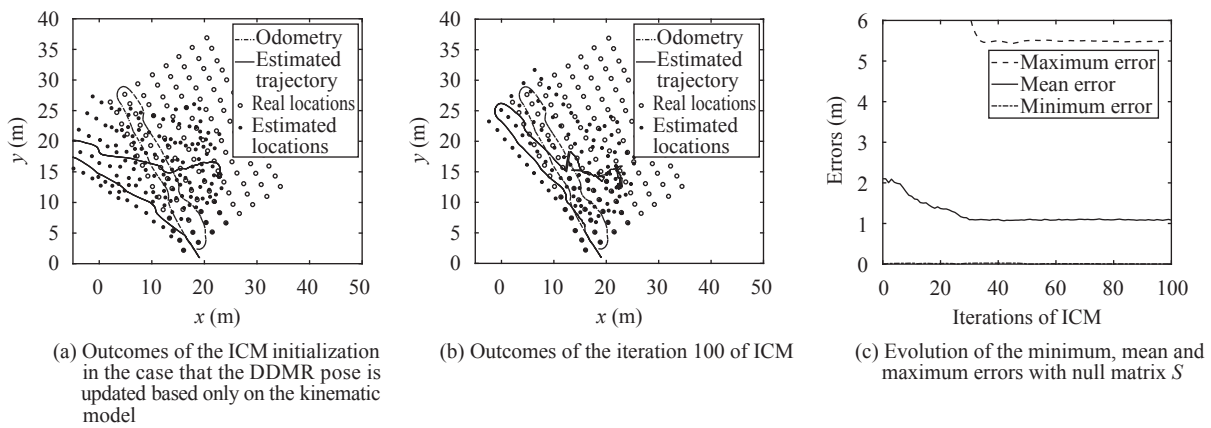 40
35
30
25
20
15
10
5
0
y (m)
0
10
20
30
40
50
x (m)
Odometry
Estimated
trajectory
Real locations
Estimated
locations
(a) Outcomes of the ICM initialization
in the case that the DDMR pose is
updated based only on the kinematic
model
40
35
30
25
20
15
10
5
0
y (m)
0
10
20
30
40
50
x (m)
Odometry
Estimated
trajectory
Real locations
Estimated
locations
(b) Outcomes of the iteration 100 of ICM
6
5
4
3
2
1
0
Errors (m)
0
20
40
60
80
100
Iterations of ICM
Maximum error
Mean error
Minimum error
(c) Evolution of the minimum, mean and
maximum errors with null matrix S